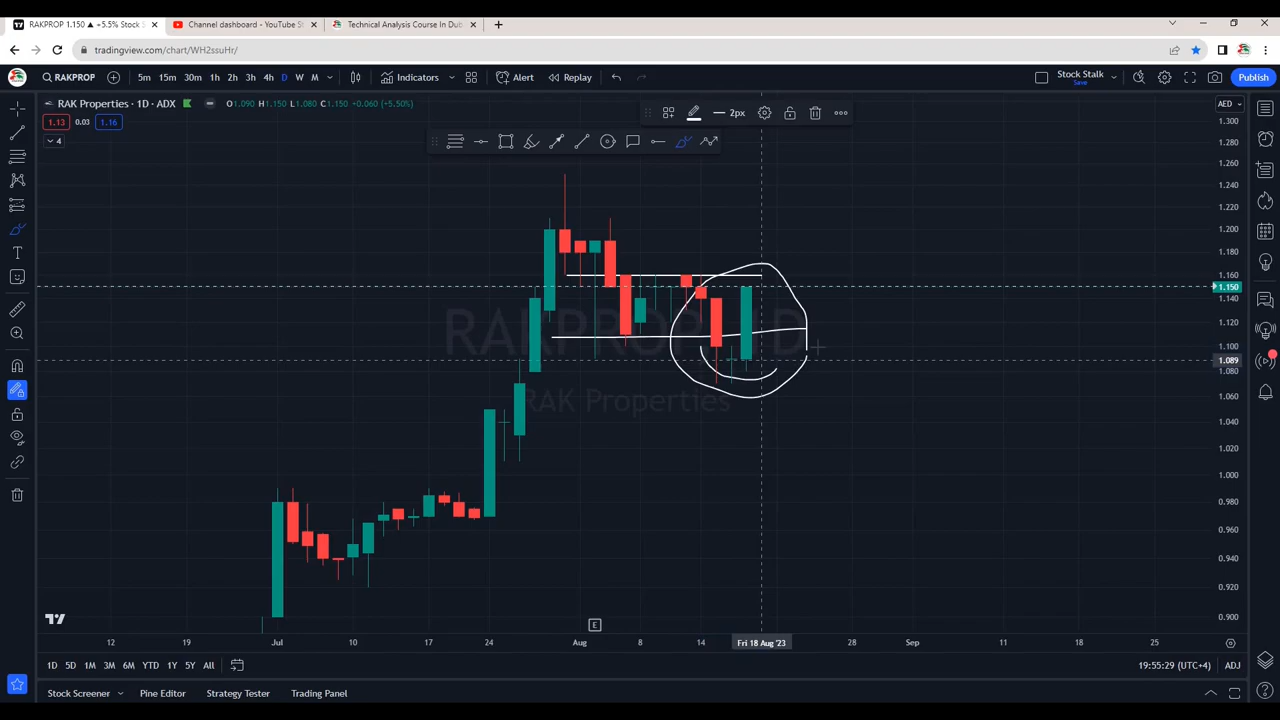 RAKPROP 1.150 ▲ +5.5% Stock S
Channel dashboard - YouTube St
Technical Analysis Course In Dub
tradingview.com/chart/WH2ssuHr/
RAKPROP 5m 15m 30m 1h 2h 3h 4h D W M Indicators Alert Replay Stock Stalk Publish
Save
RAK Properties · 1D · ADX O1.090 H1.150 L1.080 C1.150 +0.060 (+5.50%)
AED
1.13 0.03 1.16
2px
4
1.300
1.280
1.260
1.240
1.220
1.200
1.180
1.160
1.150
1.140
1.120
1.100
1.089
1.080
1.060
1.040
1.020
1.000
0.980
0.960
0.940
0.920
0.900
RAKPROP, 1D
RAK Properties
E
12 19 Jul 10 17 24 Aug 8 14 Fri 18 Aug '23 28 Sep 11 18 25
1D 5D 1M 3M 6M YTD 1Y 5Y All 19:55:29 (UTC+4) ADJ
Stock Screener Pine Editor Strategy Tester Trading Panel